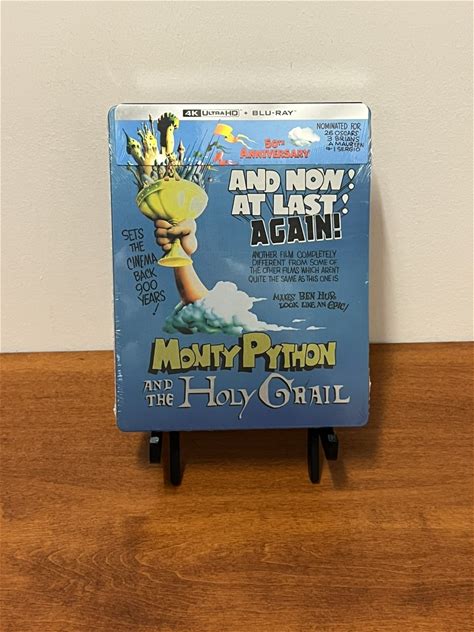 4K ULTRA HD + BLU-RAY
50TH
ANNIVERSARY
NOMINATED FOR
26 OSCARS
3 BRIANS
A MAUREEN
& 1 SERGIO
AND NOW!
AT LAST!
AGAIN!
SETS
THE
CINEMA
BACK
900
YEARS!
ANOTHER FILM COMPLETELY
DIFFERENT FROM SOME OF
THE OTHER FILMS WHICH AREN'T
QUITE THE SAME AS THIS ONE IS
MAKES BEN HUR
LOOK LIKE AN EPIC!
MONTY PYTHON
AND THE HOLY GRAIL